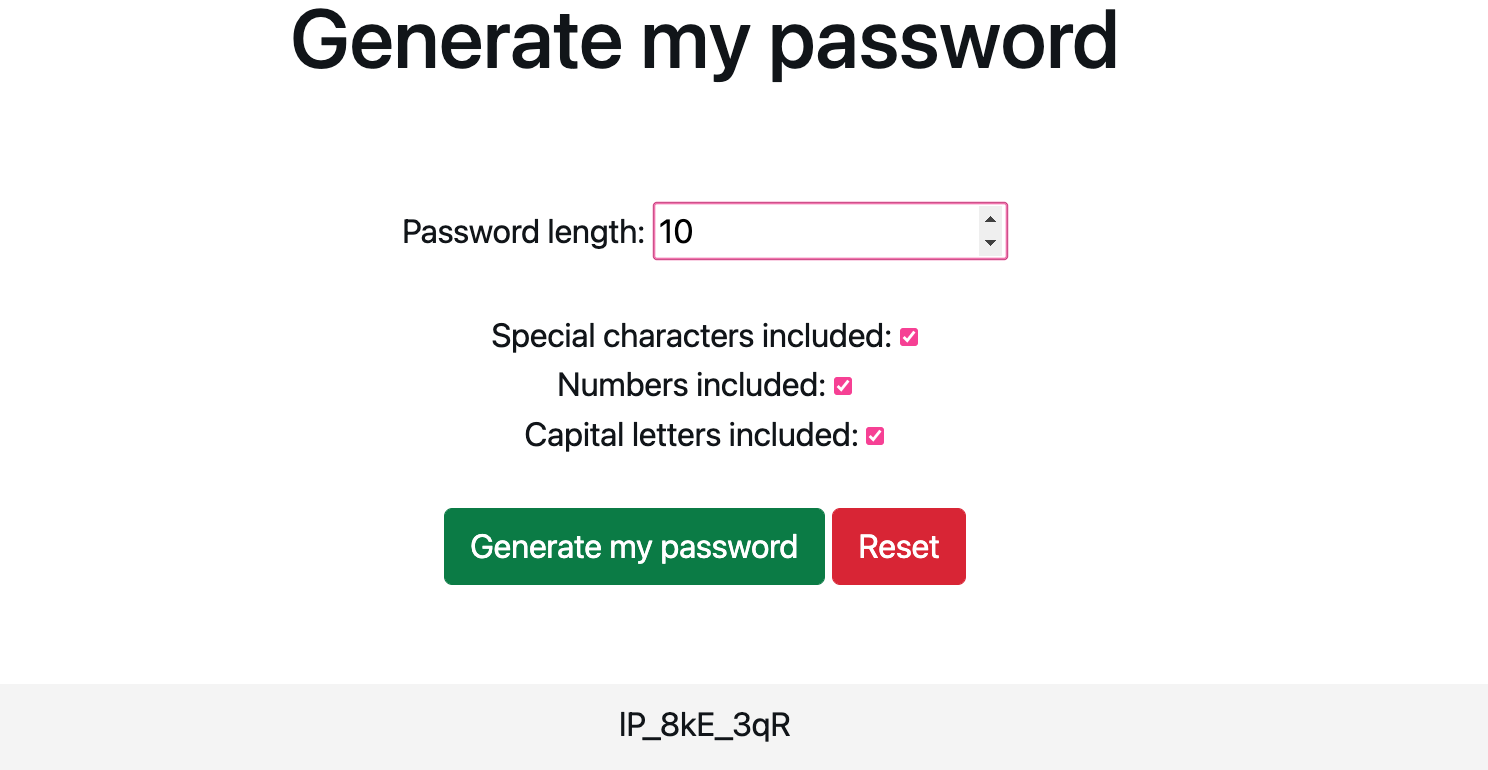 Generate my password
Password length: 10
Special characters included:
Numbers included:
Capital letters included:
Generate my password Reset
lP_8kE_3qR